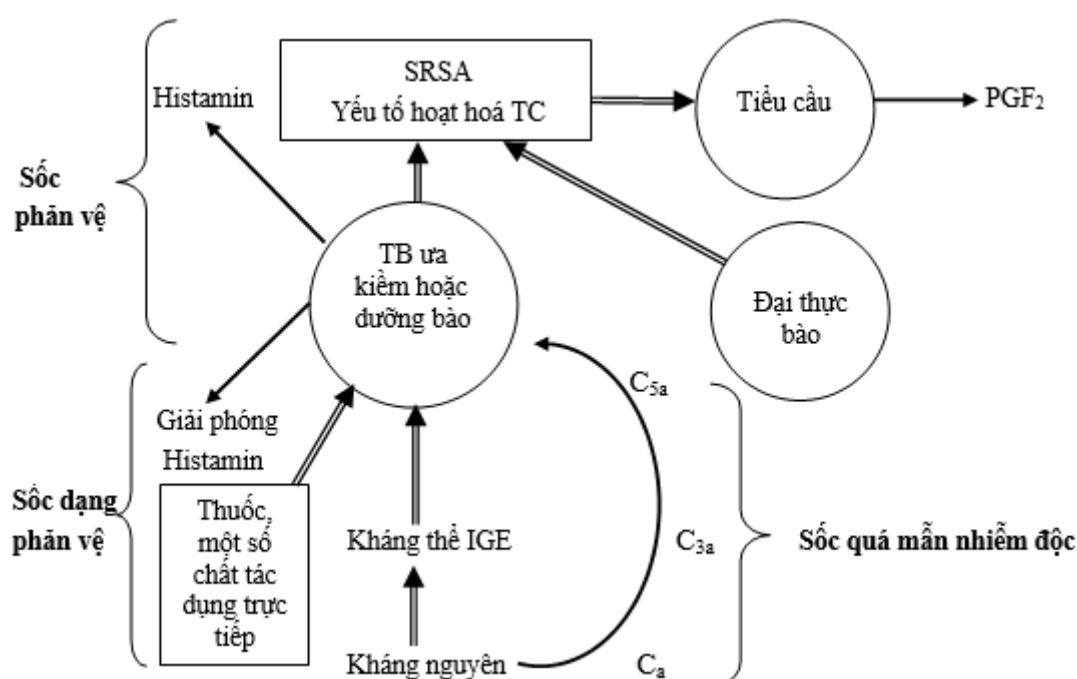 SRSA
Yếu tố hoạt hoá TC
Histamin
Tiểu cầu
PGF₂
Sốc
phản vệ
TB ưa
kiềm hoặc
dưỡng bào
Đại thực
bào
C₅ₐ
Giải phóng
Histamin
Sốc dạng
phản vệ
Thuốc,
một số
chất tác
dụng trực
tiếp
Kháng thể IGE
C₃ₐ
Sốc quá mẫn nhiễm độc
Kháng nguyên
Cₐ